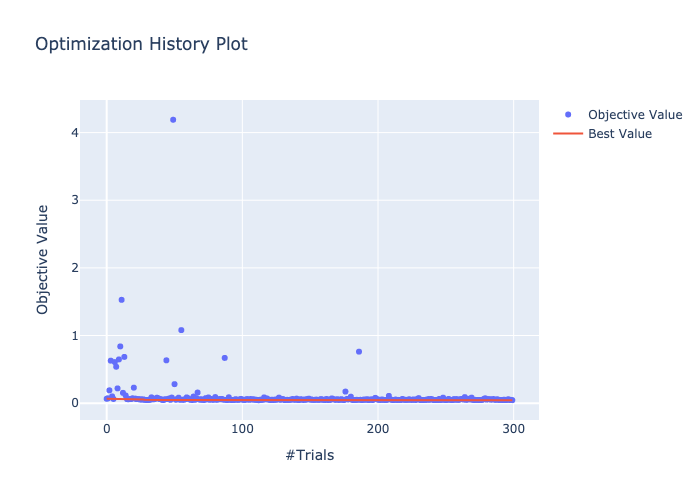 Optimization History Plot
Objective Value
Best Value
4
3
2
1
0
Objective Value
0
100
200
300
#Trials